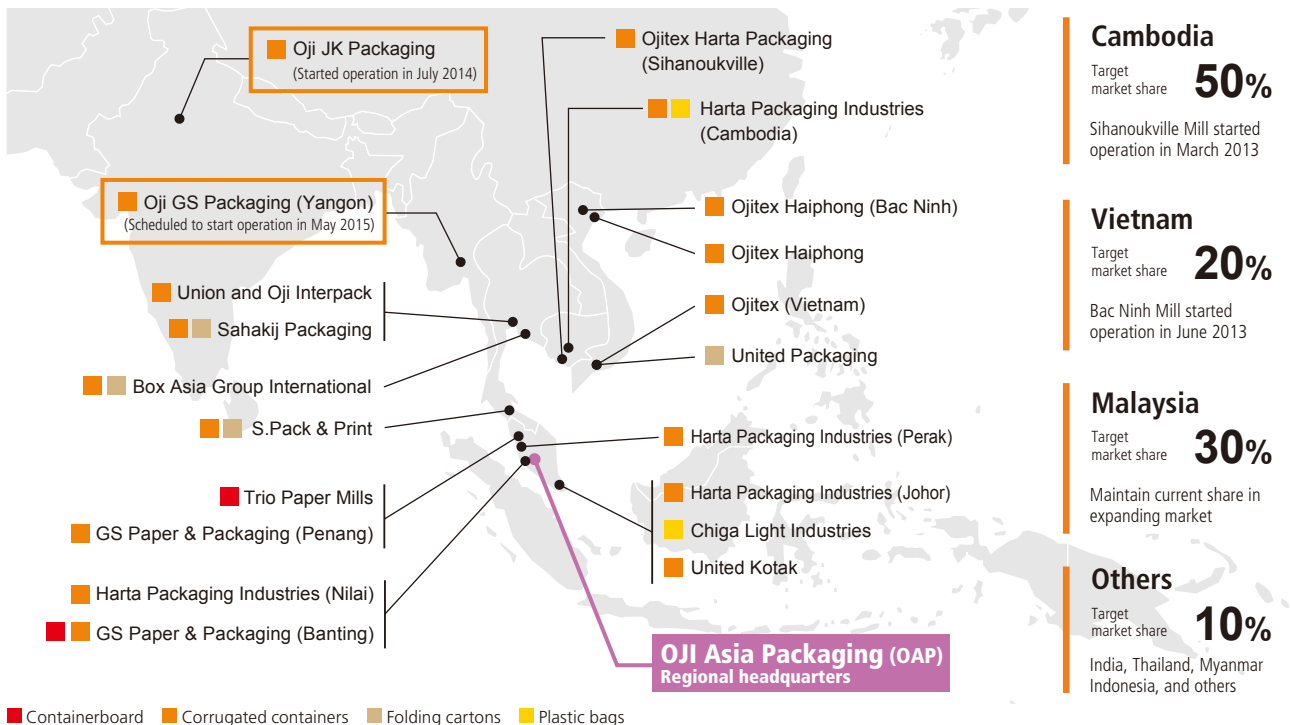 Oji JK Packaging
(Started operation in July 2014)
Oji GS Packaging (Yangon)
(Scheduled to start operation in May 2015)
Union and Oji Interpack
Sahakij Packaging
Box Asia Group International
S.Pack & Print
Trio Paper Mills
GS Paper & Packaging (Penang)
Harta Packaging Industries (Nilai)
GS Paper & Packaging (Banting)
Ojitex Harta Packaging
(Sihanoukville)
Harta Packaging Industries
(Cambodia)
Ojitex Haiphong (Bac Ninh)
Ojitex Haiphong
Ojitex (Vietnam)
United Packaging
Harta Packaging Industries (Perak)
Harta Packaging Industries (Johor)
Chiga Light Industries
United Kotak
OJI Asia Packaging (OAP)
Regional headquarters
Cambodia
Target
market share 50%
Sihanoukville Mill started
operation in March 2013
Vietnam
Target
market share 20%
Bac Ninh Mill started
operation in June 2013
Malaysia
Target
market share 30%
Maintain current share in
expanding market
Others
Target
market share 10%
India, Thailand, Myanmar
Indonesia, and others
Containerboard Corrugated containers Folding cartons Plastic bags